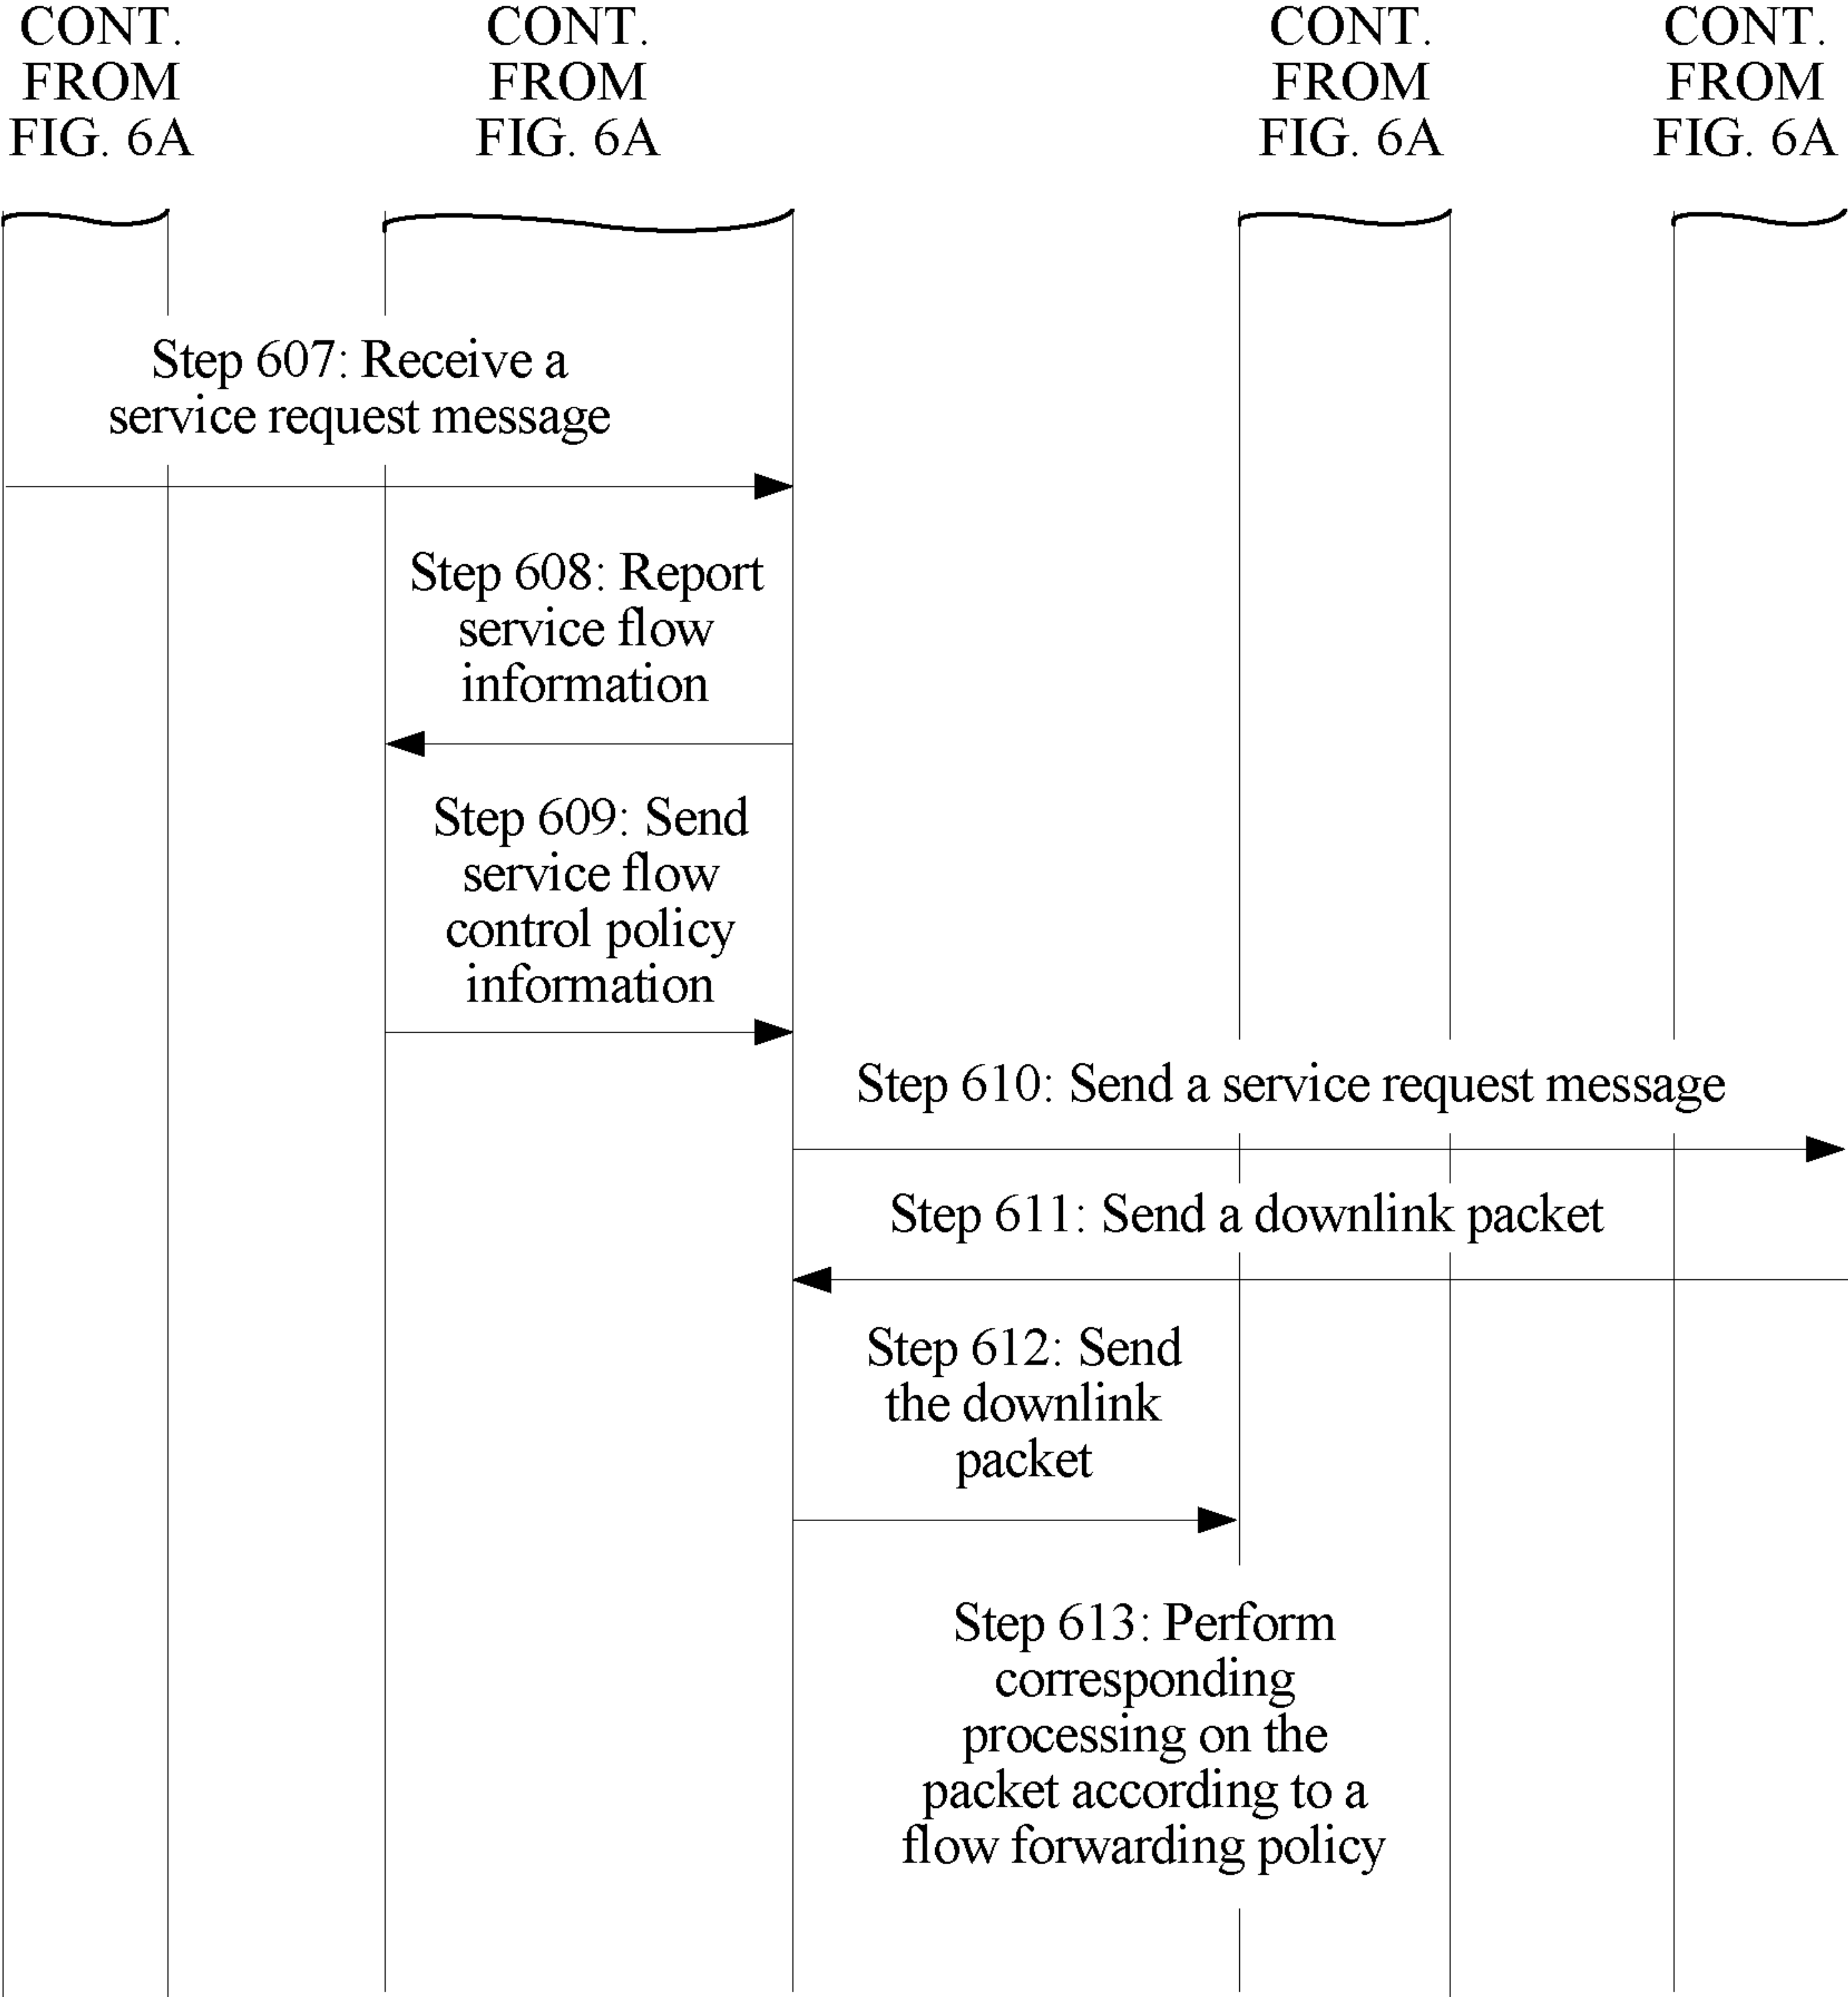 CONT.
FROM
FIG. 6A
CONT.
FROM
FIG. 6A
CONT.
FROM
FIG. 6A
CONT.
FROM
FIG. 6A
Step 607: Receive a
service request message
Step 608: Report
service flow
information
Step 609: Send
service flow
control policy
information
Step 610: Send a service request message
Step 611: Send a downlink packet
Step 612: Send
the downlink
packet
Step 613: Perform
corresponding
processing on the
packet according to a
flow forwarding policy